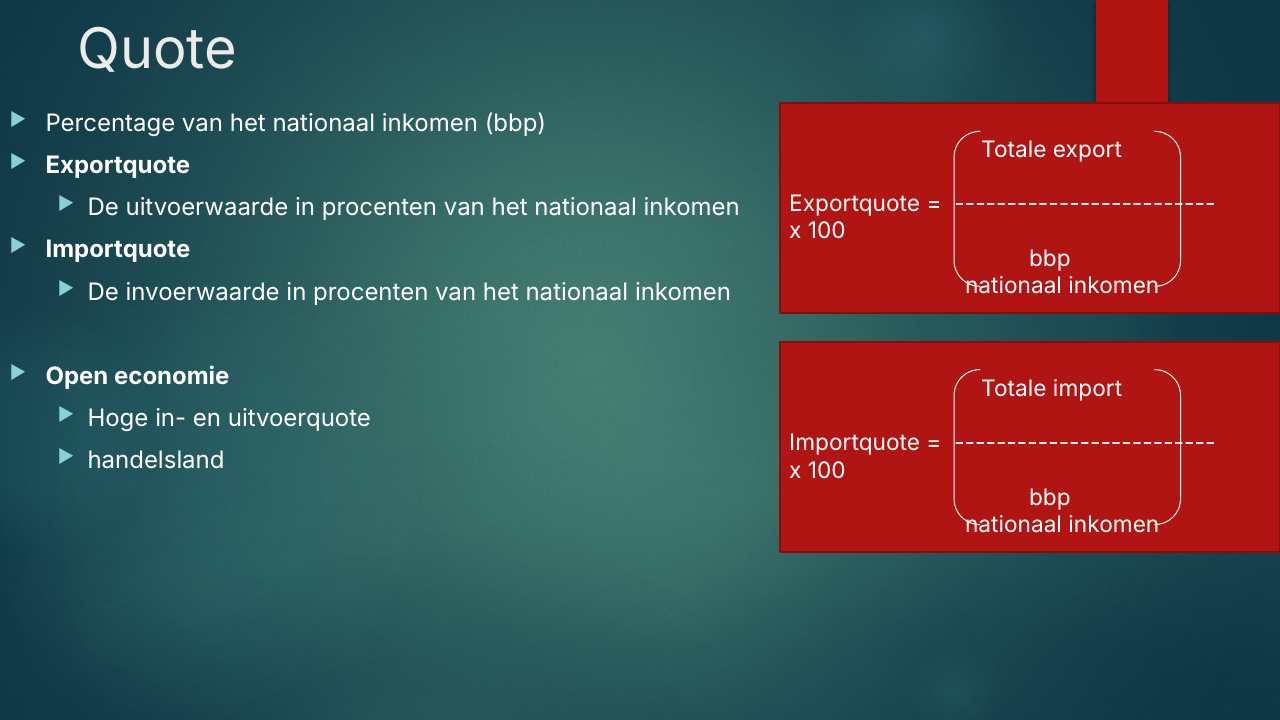 Quote
Percentage van het nationaal inkomen (bbp)
Exportquote
De uitvoerwaarde in procenten van het nationaal inkomen
Importquote
De invoerwaarde in procenten van het nationaal inkomen
Open economie
Hoge in- en uitvoerquote
handelsland
Totale export
Exportquote = --------------------------------
x 100
bbp
nationaal inkomen
Totale import
Importquote = --------------------------------
x 100
bbp
nationaal inkomen